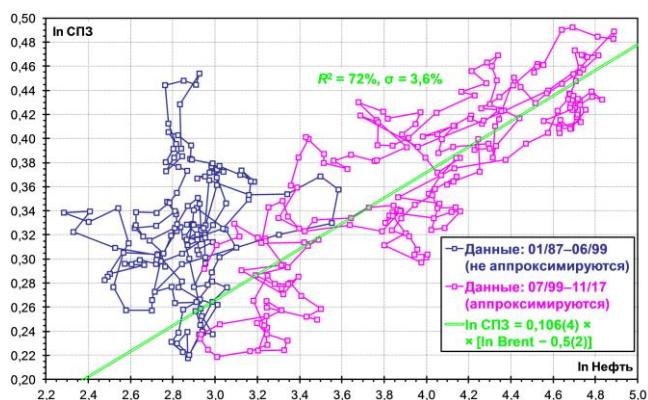 0,50
ln СПЗ
0,48
0,46
R² = 72%, σ = 3,6%
0,44
0,42
0,40
0,38
0,36
0,34
0,32
0,30
Данные: 01/87–06/99
(не аппроксимируются)
0,28
Данные: 07/99–11/17
(аппроксимируются)
0,26
0,24
ln СПЗ = 0,106(4) ×
× [ln Brent − 0,5(2)]
0,22
ln Нефть
0,20
2.2 2.4 2.6 2.8 3.0 3.2 3.4 3.6 3.8 4.0 4.2 4.4 4.6 4.8 5.0